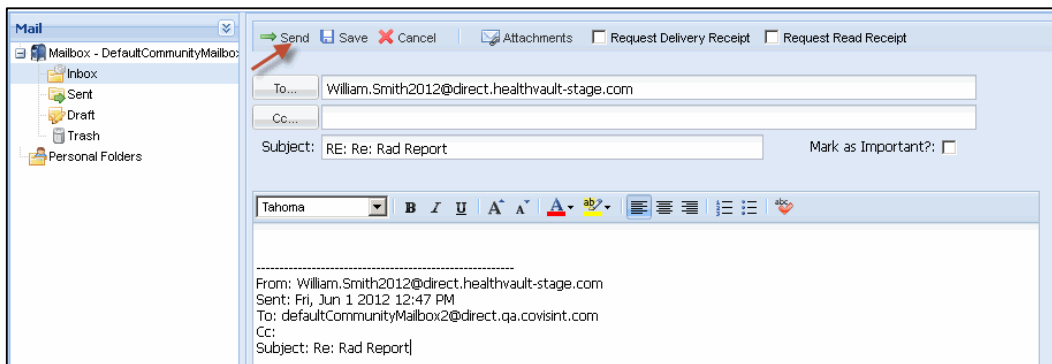 Mail
Mailbox - DefaultCommunityMailbo
Inbox
Sent
Draft
Trash
Personal Folders
Send Save Cancel Attachments Request Delivery Receipt Request Read Receipt
To... William.Smith2012@direct.healthvault-stage.com
Cc...
Subject: RE: Re: Rad Report Mark as Important?:
Tahoma B I U A A A ab abc
-------------------------------------------------------
From: William.Smith2012@direct.healthvault-stage.com
Sent: Fri, Jun 1 2012 12:47 PM
To: defaultCommunityMailbox2@direct.qa.covisint.com
Cc:
Subject: Re: Rad Report